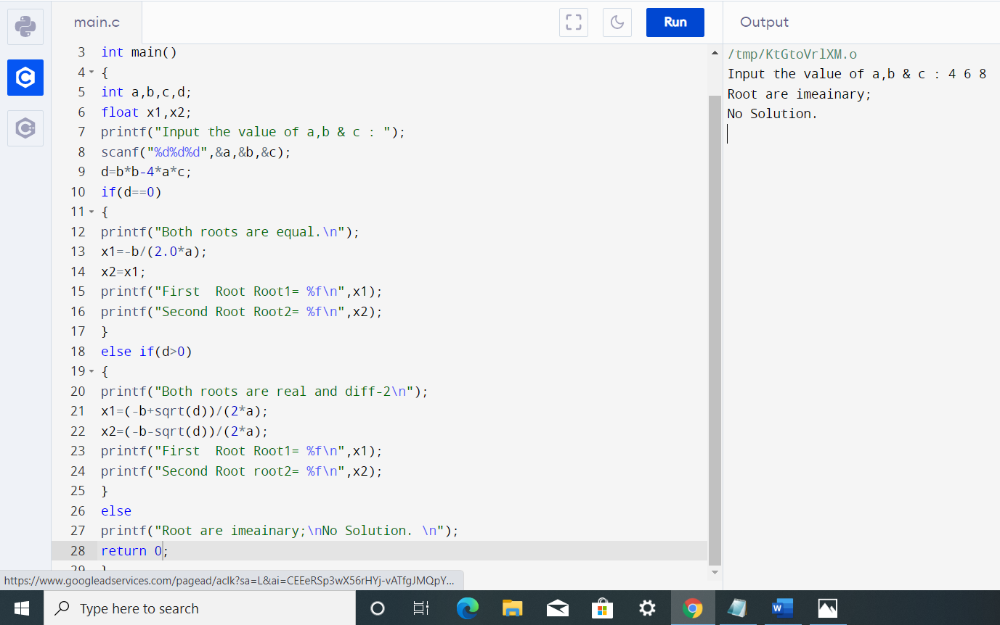 main.c
Run
Output
3 int main()
4 {
5 int a,b,c,d;
6 float x1,x2;
7 printf("Input the value of a,b & c : ");
8 scanf("%d%d%d",&a,&b,&c);
9 d=b*b-4*a*c;
10 if(d==0)
11 {
12 printf("Both roots are equal.\n");
13 x1=-b/(2.0*a);
14 x2=x1;
15 printf("First  Root Root1= %f\n",x1);
16 printf("Second Root Root2= %f\n",x2);
17 }
18 else if(d>0)
19 {
20 printf("Both roots are real and diff-2\n");
21 x1=(-b+sqrt(d))/(2*a);
22 x2=(-b-sqrt(d))/(2*a);
23 printf("First  Root Root1= %f\n",x1);
24 printf("Second Root root2= %f\n",x2);
25 }
26 else
27 printf("Root are imeainary;\nNo Solution. \n");
28 return 0;
29 }
/tmp/KtGtoVrlXM.o
Input the value of a,b & c : 4 6 8
Root are imeainary;
No Solution.
https://www.googleadservices.com/pagead/aclk?sa=L&ai=CEEeRSp3wX56rHYj-vATfgJMQpY...
Type here to search